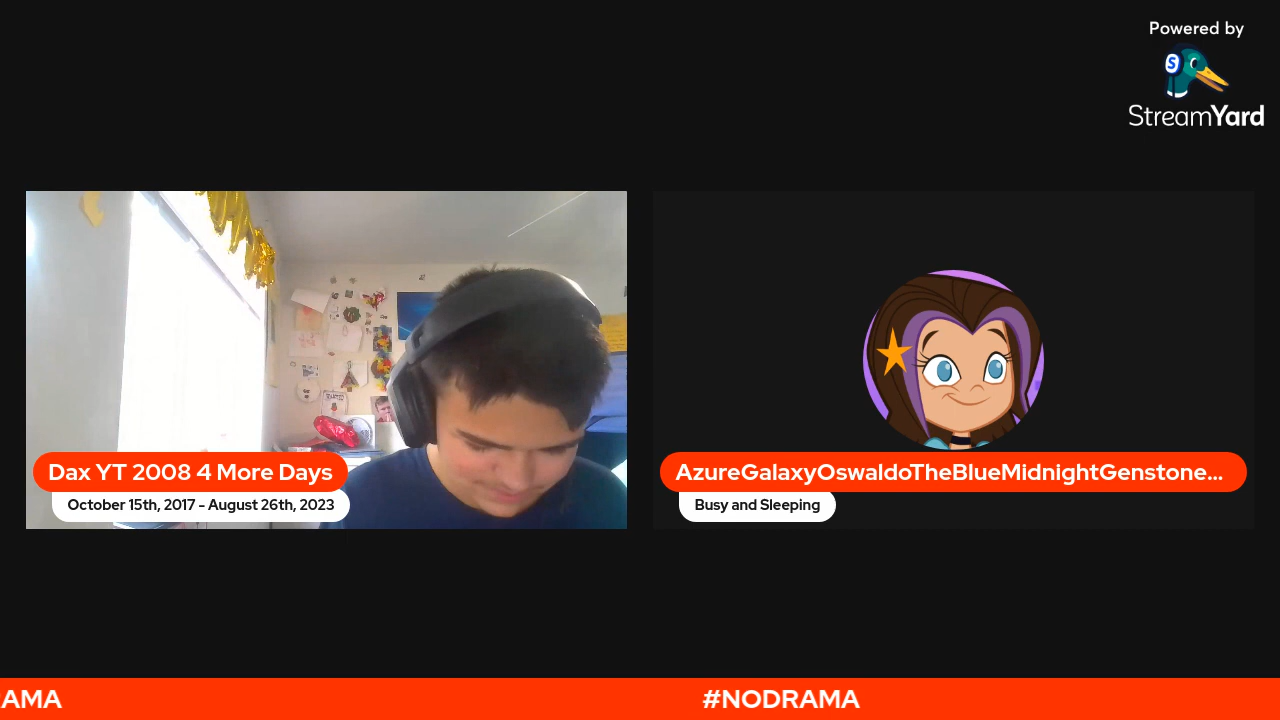 Powered by
S
StreamYard
Dax YT 2008 4 More Days
October 15th, 2017 - August 26th, 2023
AzureGalaxyOswaldoTheBlueMidnightGenstone...
Busy and Sleeping
AMA
#NODRAMA